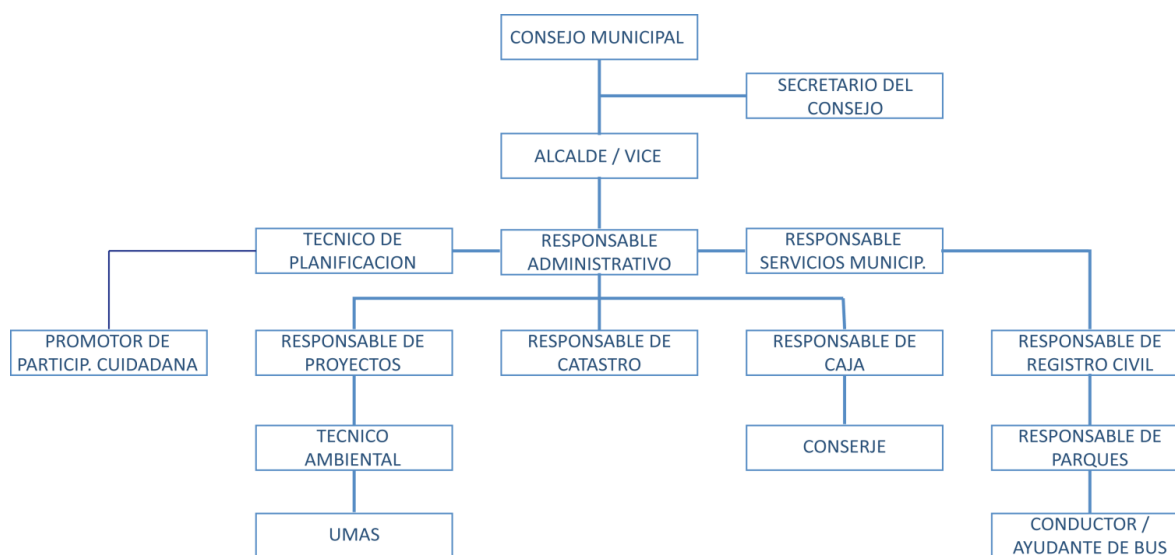 CONSEJO MUNICIPAL
SECRETARIO DEL
CONSEJO
ALCALDE / VICE
TECNICO DE
PLANIFICACION
RESPONSABLE
ADMINISTRATIVO
RESPONSABLE
SERVICIOS MUNICIP.
PROMOTOR DE
PARTICIP. CUIDADANA
RESPONSABLE DE
PROYECTOS
RESPONSABLE DE
CATASTRO
RESPONSABLE DE
CAJA
RESPONSABLE DE
REGISTRO CIVIL
TECNICO
AMBIENTAL
CONSERJE
RESPONSABLE DE
PARQUES
UMAS
CONDUCTOR /
AYUDANTE DE BUS